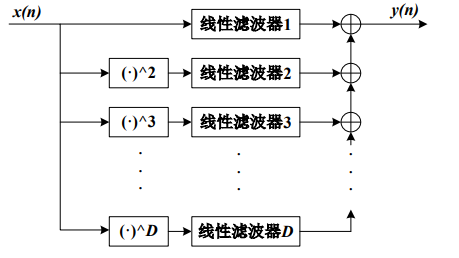 x(n) 线性滤波器1 y(n)
(·)^2 线性滤波器2
(·)^3 线性滤波器3
(·)^D 线性滤波器D